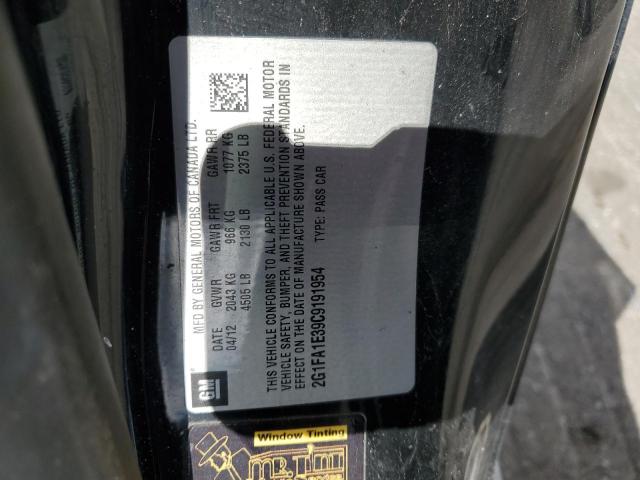 MFD BY GENERAL MOTORS OF CANADA LTD.
DATE GVWR GAWR FRT GAWR RR
04/12 2043 KG 966 KG 1077 KG
4505 LB 2130 LB 2375 LB
THIS VEHICLE CONFORMS TO ALL APPLICABLE U.S. FEDERAL MOTOR
VEHICLE SAFETY, BUMPER, AND THEFT PREVENTION STANDARDS IN
EFFECT ON THE DATE OF MANUFACTURE SHOWN ABOVE.
2G1FA1E39C9191954 TYPE: PASS CAR
GM
Window Tinting
MR. Tint